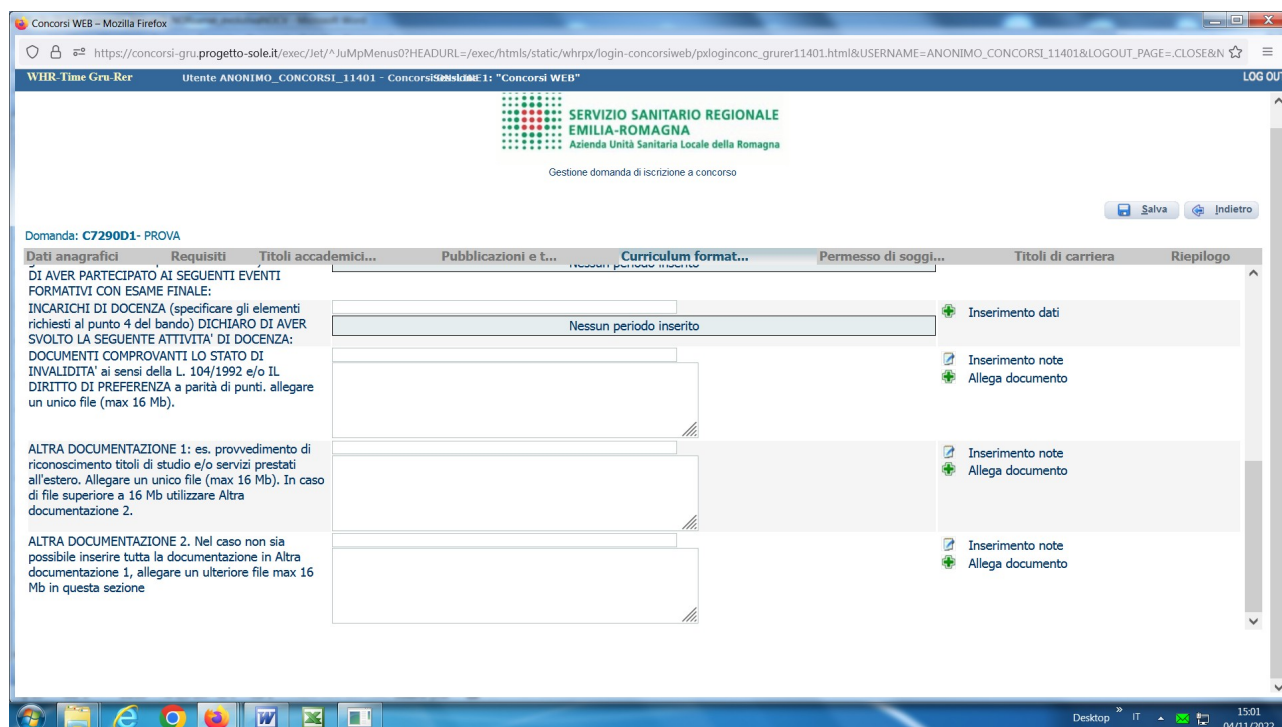 Concorsi WEB – Mozilla Firefox
https://concorsi-gru.progetto-sole.it/exec/Jet/^JuMpMenus0?HEADURL=/exec/htmls/static/whrpx/login-concorsiweb/pxloginconc_grurer11401.html&USERNAME=ANONIMO_CONCORSI_11401&LOGOUT_PAGE=.CLOSE&N
WHR-Time Gru-Rer
Utente ANONIMO_CONCORSI_11401 - Concorsi 1: "Concorsi WEB"
LOG OUT
SERVIZIO SANITARIO REGIONALE
EMILIA-ROMAGNA
Azienda Unità Sanitaria Locale della Romagna
Gestione domanda di iscrizione a concorso
Salva Indietro
Domanda: C7290D1- PROVA
Dati anagrafici Requisiti Titoli accademici... Pubblicazioni e t... Curriculum format... Permesso di soggi... Titoli di carriera Riepilogo
Nessun periodo inserito
DI AVER PARTECIPATO AI SEGUENTI EVENTI
FORMATIVI CON ESAME FINALE:
INCARICHI DI DOCENZA (specificare gli elementi
richiesti al punto 4 del bando) DICHIARO DI AVER
SVOLTO LA SEGUENTE ATTIVITA' DI DOCENZA:
Nessun periodo inserito
Inserimento dati
DOCUMENTI COMPROVANTI LO STATO DI
INVALIDITA' ai sensi della L. 104/1992 e/o IL
DIRITTO DI PREFERENZA a parità di punti. allegare
un unico file (max 16 Mb).
Inserimento note
Allega documento
ALTRA DOCUMENTAZIONE 1: es. provvedimento di
riconoscimento titoli di studio e/o servizi prestati
all'estero. Allegare un unico file (max 16 Mb). In caso
di file superiore a 16 Mb utilizzare Altra
documentazione 2.
Inserimento note
Allega documento
ALTRA DOCUMENTAZIONE 2. Nel caso non sia
possibile inserire tutta la documentazione in Altra
documentazione 1, allegare un ulteriore file max 16
Mb in questa sezione
Inserimento note
Allega documento
Desktop » IT
15:01
04/11/2022